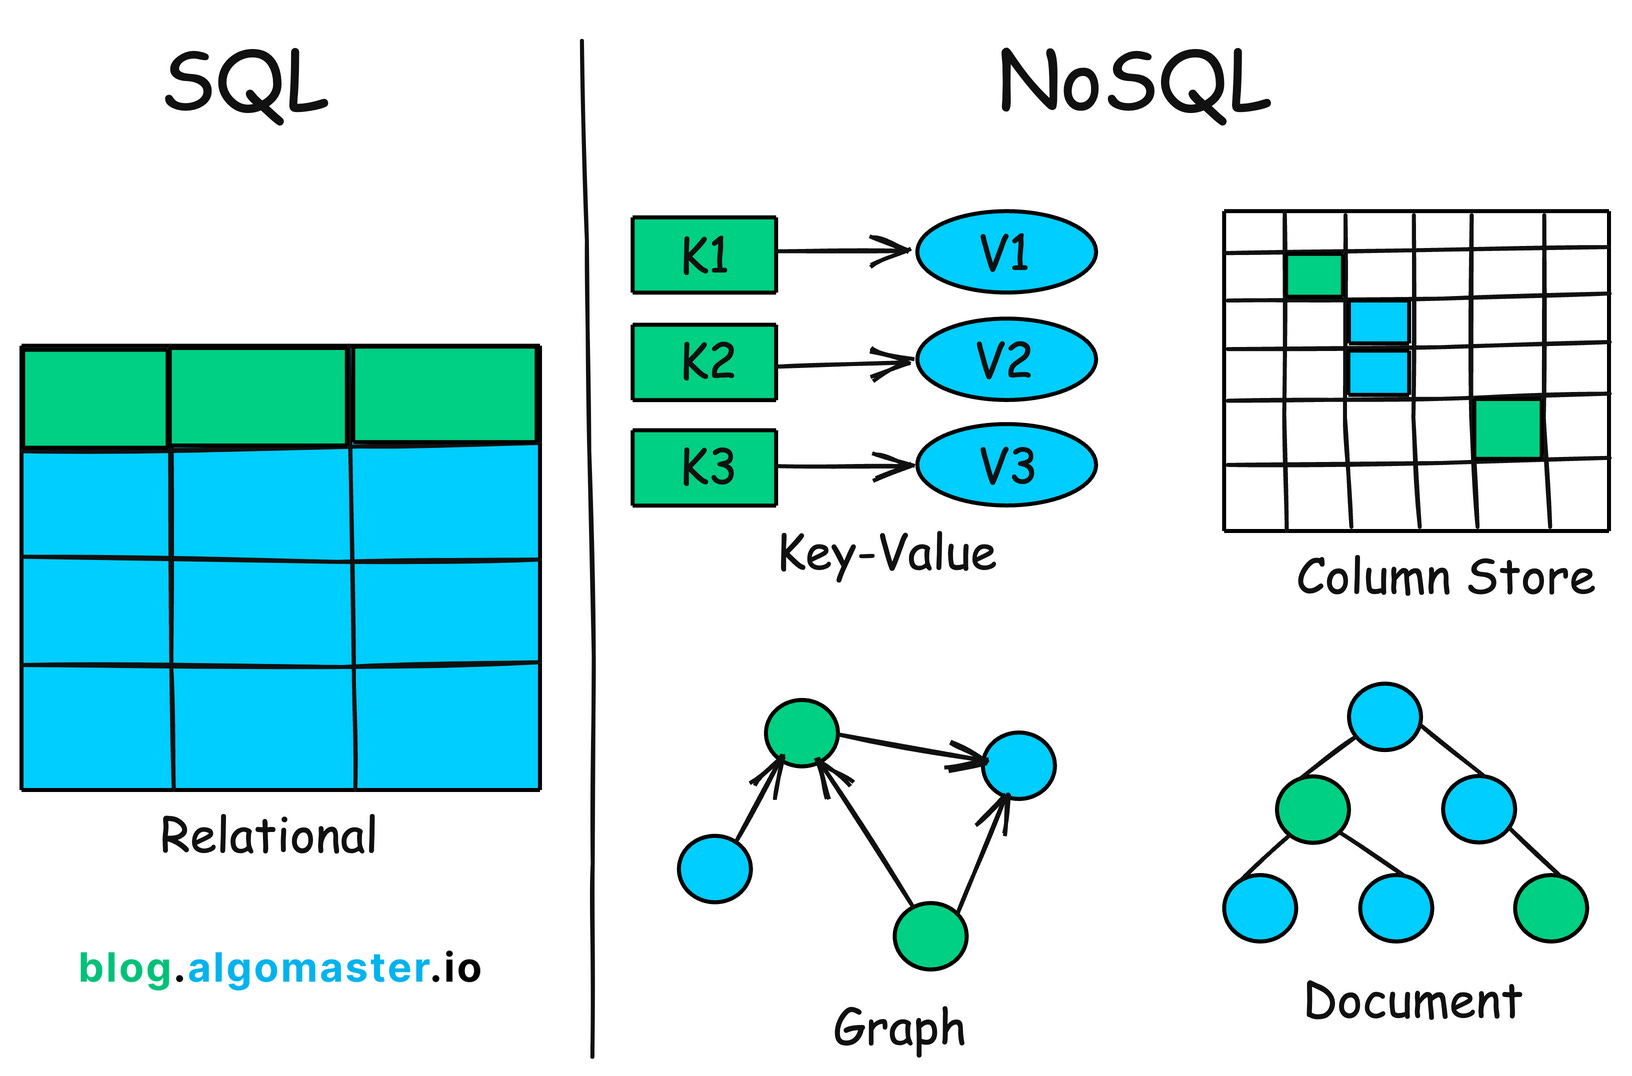 SQL
NoSQL
K1
V1
K2
V2
K3
V3
Key-Value
Column Store
Relational
blog.algomaster.io
Graph
Document